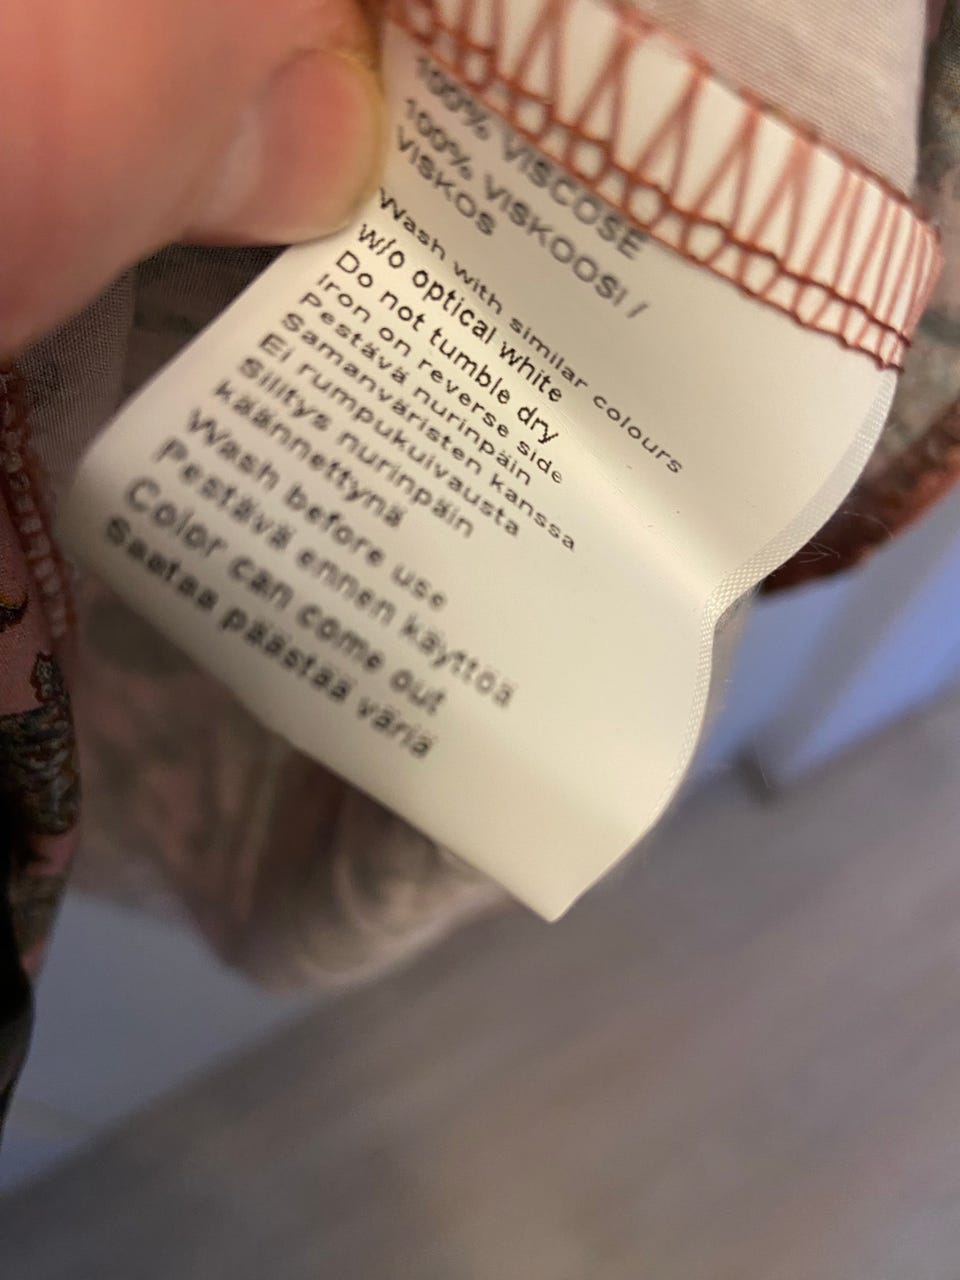 100% VISCOSE
100% VISKOOSI /
VISKOS
Wash with similar colours
w/o optical white
Do not tumble dry
Iron on reverse side
Pestävä nurinpäin
Samanväristen kanssa
Ei rumpukuivausta
Silitys nurinpäin
käännettynä
Wash before use
Pestävä ennen käyttöä
Color can come out
Saattaa päästää väriä